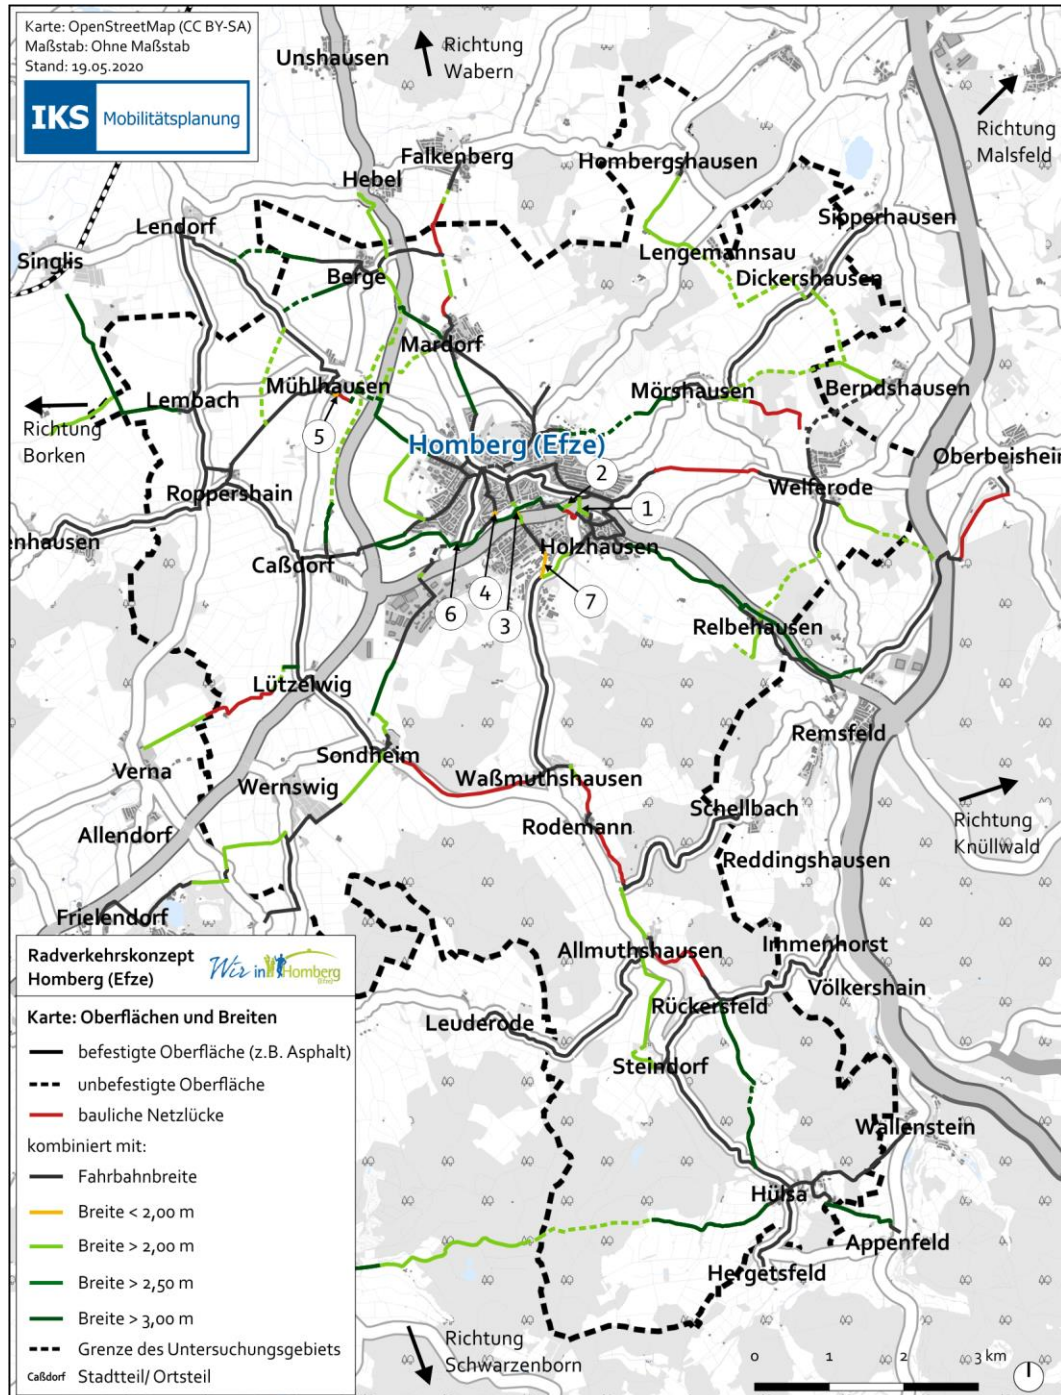 Karte: OpenStreetMap (CC BY-SA)
Maßstab: Ohne Maßstab
Stand: 19.05.2020
IKS Mobilitätsplanung
Unshausen
Richtung
Wabern
Richtung
Malsfeld
Falkenberg
Hombergshausen
Hebel
Lendorf
Sipperhausen
Singlis
Lengemannsau
Berge
Dickershausen
Mardorf
Mühlhausen
Mörshausen
Berndshausen
Lembach
Richtung
Borken
5
Homberg (Efze)
Oberbeisheim
2
Roppershain
Welferode
1
enhausen
Holzhausen
Caßdorf
4
7
6
3
Relbehausen
Lützelwig
Remsfeld
Sondheim
Verna
Wernswig
Waßmuthshausen
Schellbach
Allendorf
Rodemann
Richtung
Knüllwald
Reddingshausen
Frielendorf
Allmuthshausen
Immenhorst
Völkershain
Rückersfeld
Leuderode
Steindorf
Wallenstein
Hülsa
Appenfeld
Hergetsfeld
Richtung
Schwarzenborn
Radverkehrskonzept
Homberg (Efze)
Wir in Homberg
(Efze)
Karte: Oberflächen und Breiten
befestigte Oberfläche (z.B. Asphalt)
unbefestigte Oberfläche
bauliche Netzlücke
kombiniert mit:
Fahrbahnbreite
Breite < 2,00 m
Breite > 2,00 m
Breite > 2,50 m
Breite > 3,00 m
Grenze des Untersuchungsgebiets
Caßdorf Stadtteil/ Ortsteil
0 1 2 3 km